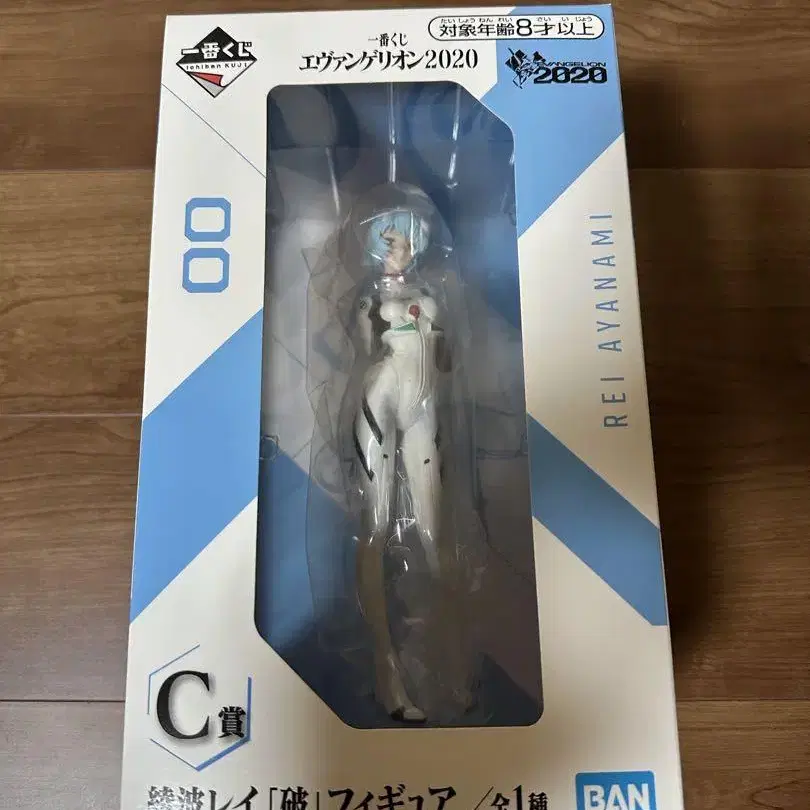 一番くじ
Ichiban KUJI
一番くじ
エヴァンゲリオン2020
たいしょうねんれい さいいじょう
対象年齢8才以上
EVANGELION
2020
00
REI AYANAMI
C賞
綾波レイ「破」フィギュア/全1種
BAN